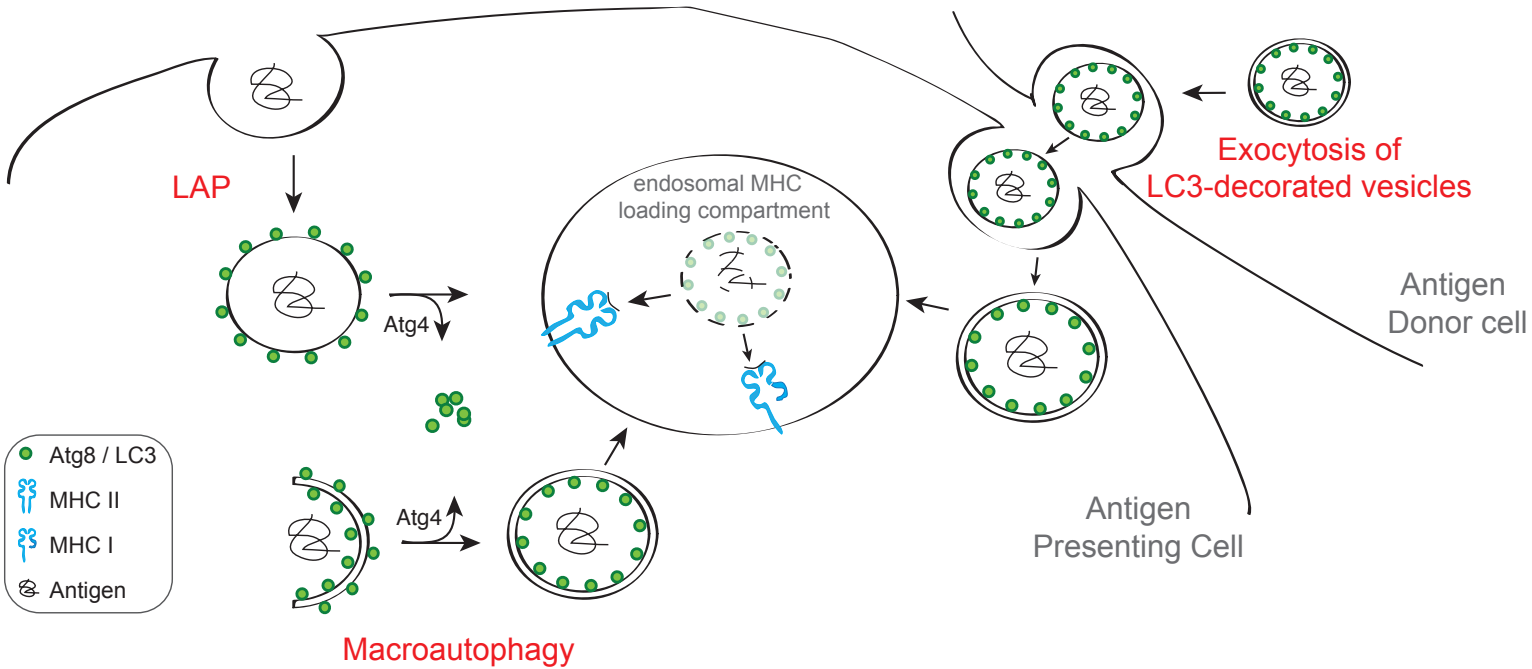 LAP
endosomal MHC
loading compartment
Exocytosis of
LC3-decorated vesicles
Antigen
Donor cell
Atg4
Atg8 / LC3
MHC II
MHC I
Antigen
Atg4
Antigen
Presenting Cell
Macroautophagy